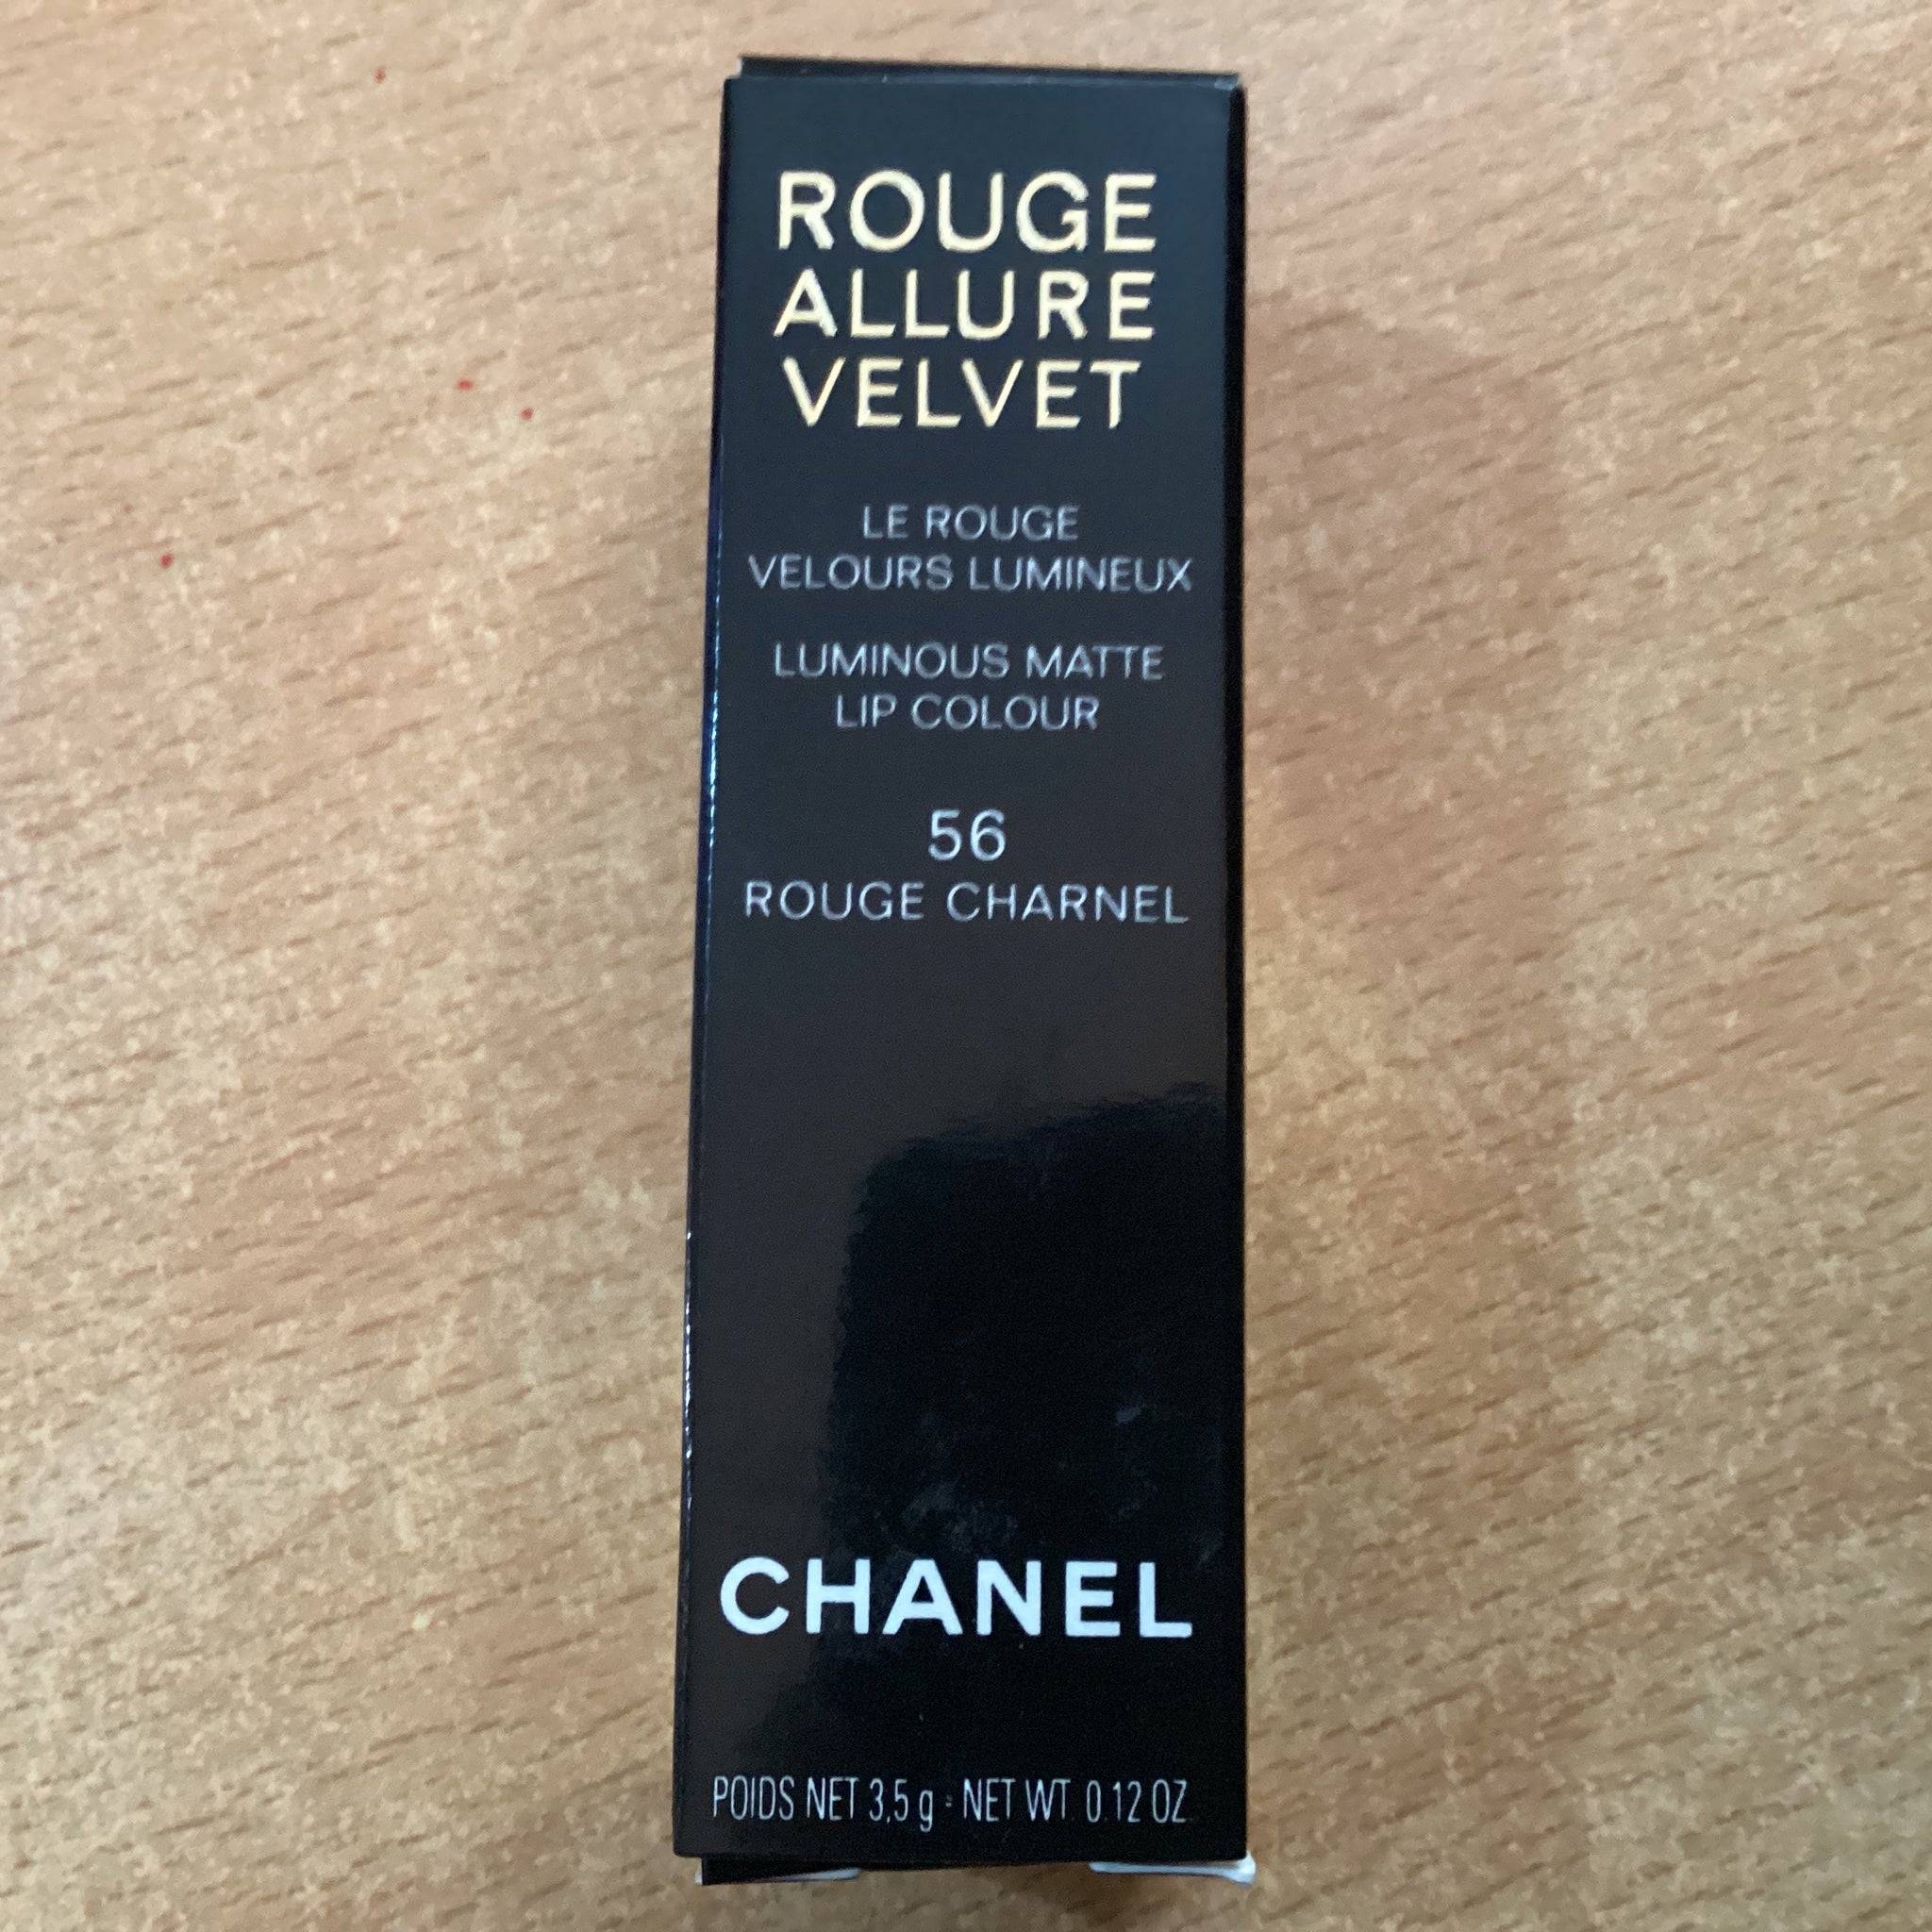 ROUGE
ALLURE
VELVET
LE ROUGE
VELOURS LUMINEUX
LUMINOUS MATTE
LIP COLOUR
56
ROUGE CHARNEL
CHANEL
POIDS NET 3,5 g - NET WT. 0.12 OZ.